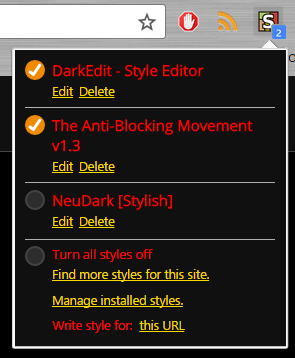 S
2
DarkEdit - Style Editor
Edit Delete
The Anti-Blocking Movement
v1.3
Edit Delete
NeuDark [Stylish]
Edit Delete
Turn all styles off
Find more styles for this site.
Manage installed styles.
Write style for: this URL